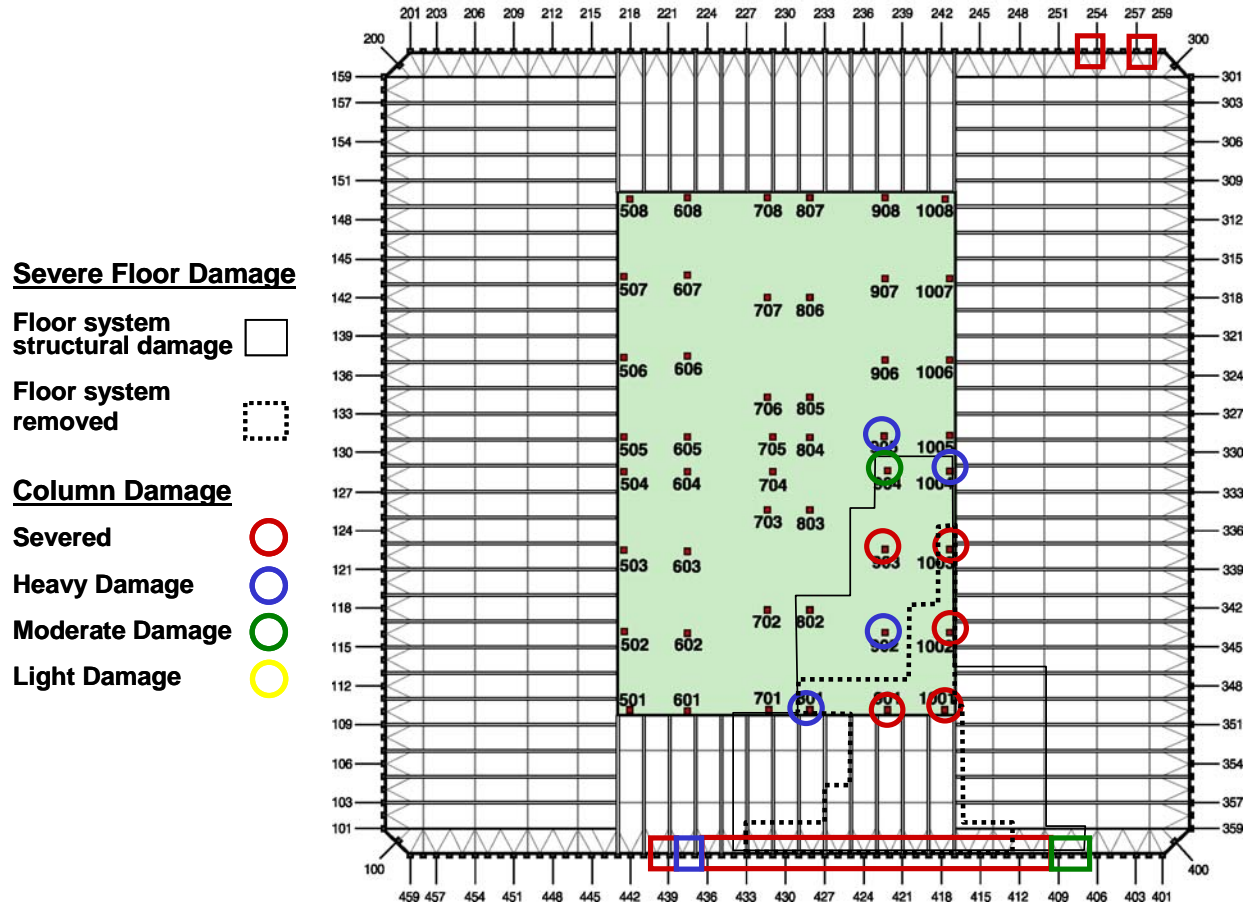 201 203 206 209 212 215 218 221 224 227 230 233 236 239 242 245 248 251 254 257 259
200 300
159 301
157 303
154 306
151 309
508 608 708 807 908 1008
148 312
145 315
Severe Floor Damage
507 607 907 1007
142 318
707 806
Floor system
structural damage
139 321
506 606 906 1006
136 324
Floor system
removed
706 805
133 327
505 605 705 804 905 1005
130 330
504 604 704 904 1004
127 333
Column Damage
703 803
124 336
Severed
503 603 903 1003
121 339
Heavy Damage
118 342
702 802
Moderate Damage
502 602 902 1002
115 345
Light Damage
112 348
501 601 701 801 901 1001
109 351
106 354
103 357
101 359
100 400
459 457 454 451 448 445 442 439 436 433 430 427 424 421 418 415 412 409 406 403 401